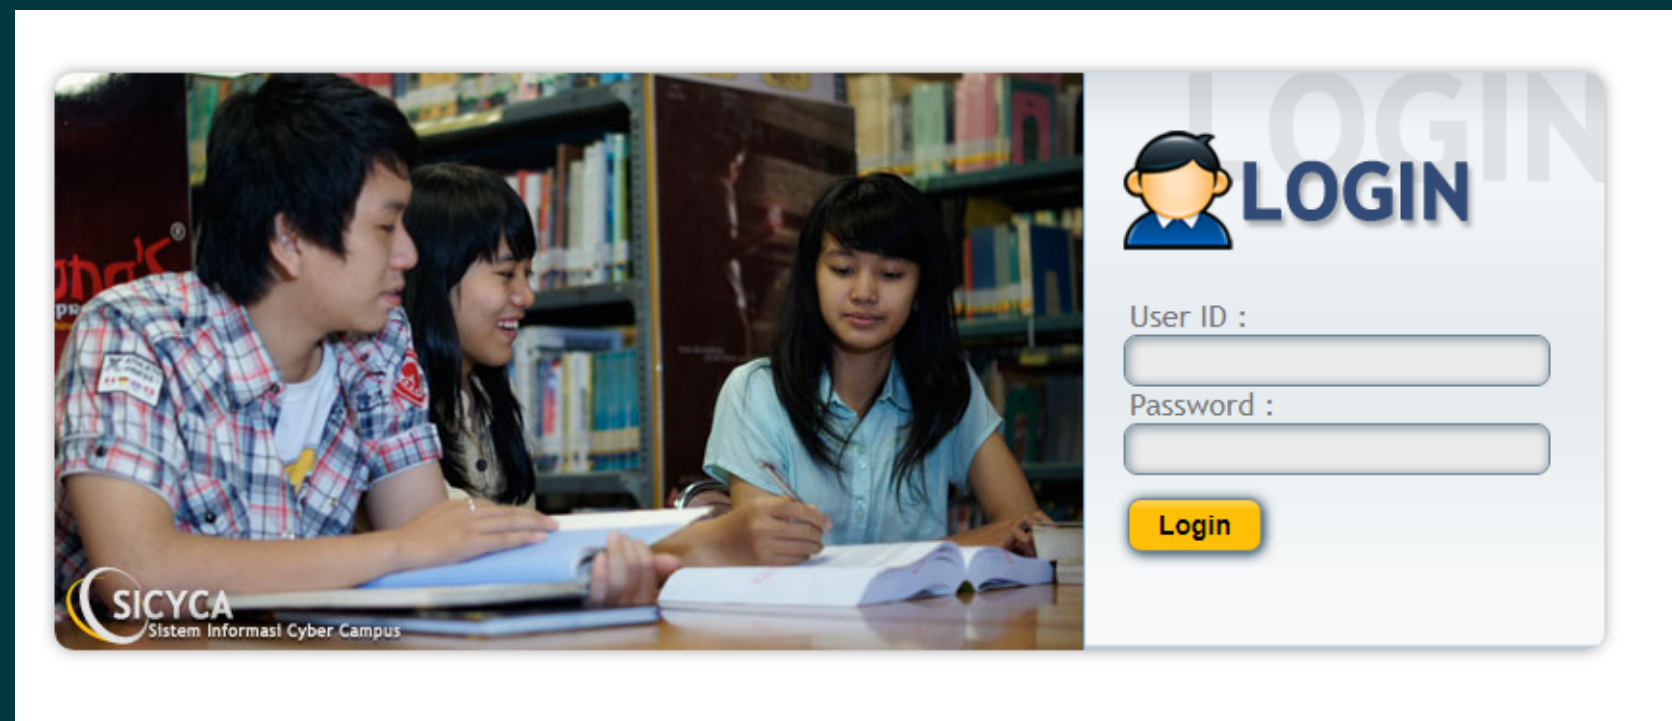 LOGIN
LOGIN
User ID :
Password :
Login
®
SICYCA
Sistem Informasi Cyber Campus